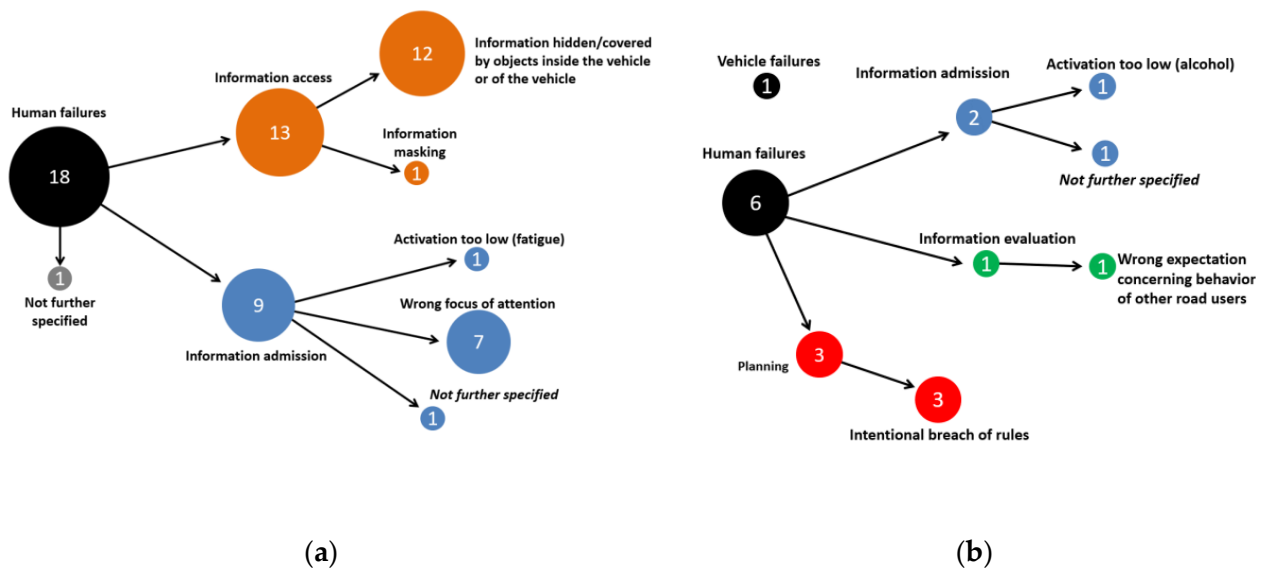 Human failures
18
1
Not further
specified
Information access
13
12
Information hidden/covered
by objects inside the vehicle
or of the vehicle
Information
masking
1
9
Information admission
Activation too low (fatigue)
1
Wrong focus of attention
7
Not further specified
1
(a)
Vehicle failures
1
Human failures
6
Information admission
2
Activation too low (alcohol)
1
1
Not further specified
Information evaluation
1
1
Wrong expectation
concerning behavior
of other road users
Planning
3
3
Intentional breach of rules
(b)